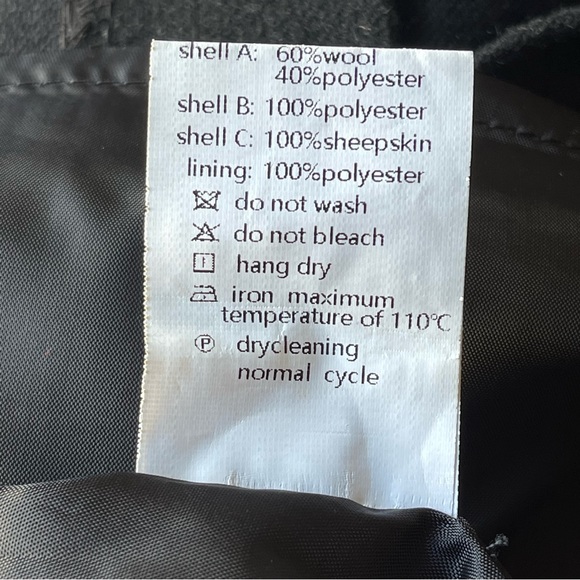 shell A: 60%wool
40%polyester
shell B: 100%polyester
shell C: 100%sheepskin
lining: 100%polyester
do not wash
do not bleach
hang dry
iron maximum
temperature of 110℃
Ⓟ drycleaning
normal cycle